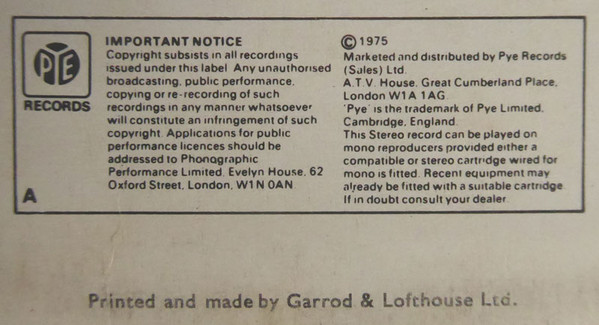 PYE
RECORDS
A
IMPORTANT NOTICE
Copyright subsists in all recordings
issued under this label. Any unauthorised
broadcasting, public performance,
copying or re-recording of such
recordings in any manner whatsoever
will constitute an infringement of such
copyright. Applications for public
performance licences should be
addressed to Phonographic
Performance Limited, Evelyn House, 62
Oxford Street, London, W1N 0AN.
© 1975
Marketed and distributed by Pye Records
(Sales) Ltd.
A.T.V. House, Great Cumberland Place,
London W1A 1AG.
'Pye' is the trademark of Pye Limited,
Cambridge, England.
This Stereo record can be played on
mono reproducers provided either a
compatible or stereo cartridge wired for
mono is fitted. Recent equipment may
already be fitted with a suitable cartridge.
If in doubt consult your dealer.
Printed and made by Garrod & Lofthouse Ltd.